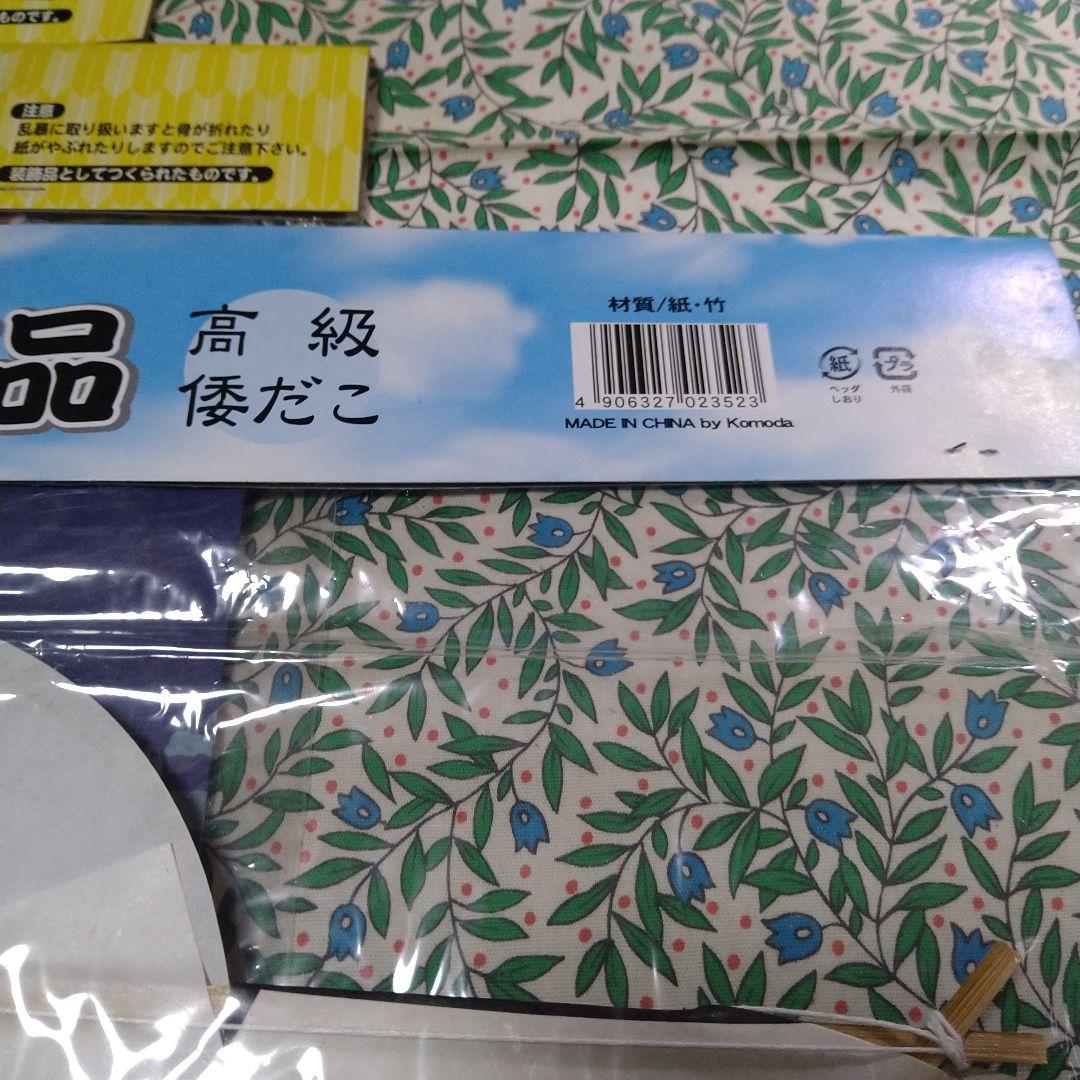 ものです。
注意
乱暴に取り扱いますと骨が折れたり
紙がやぶれたりしますのでご注意下さい。
装飾品としてつくられたものです。
品
高級
倭だこ
材質/紙・竹
4 906327 023523
MADE IN CHINA by Komoda
紙
ヘッダ
しおり
プラ
外袋